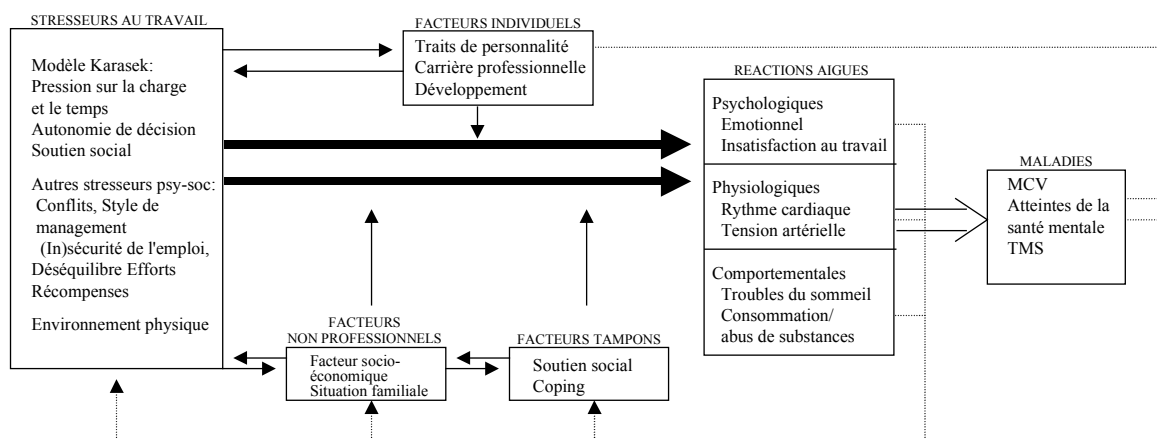 STRESSEURS AU TRAVAIL
Modèle Karasek:
Pression sur la charge
et le temps
Autonomie de décision
Soutien social
Autres stresseurs psy-soc:
Conflits, Style de
management
(In)sécurité de l'emploi,
Déséquilibre Efforts
Récompenses
Environnement physique
FACTEURS INDIVIDUELS
Traits de personnalité
Carrière professionnelle
Développement
FACTEURS
NON PROFESSIONNELS
Facteur socio-
économique
Situation familiale
FACTEURS TAMPONS
Soutien social
Coping
REACTIONS AIGUES
Psychologiques
Emotionnel
Insatisfaction au travail
Physiologiques
Rythme cardiaque
Tension artérielle
Comportementales
Troubles du sommeil
Consommation/
abus de substances
MALADIES
MCV
Atteintes de la
santé mentale
TMS